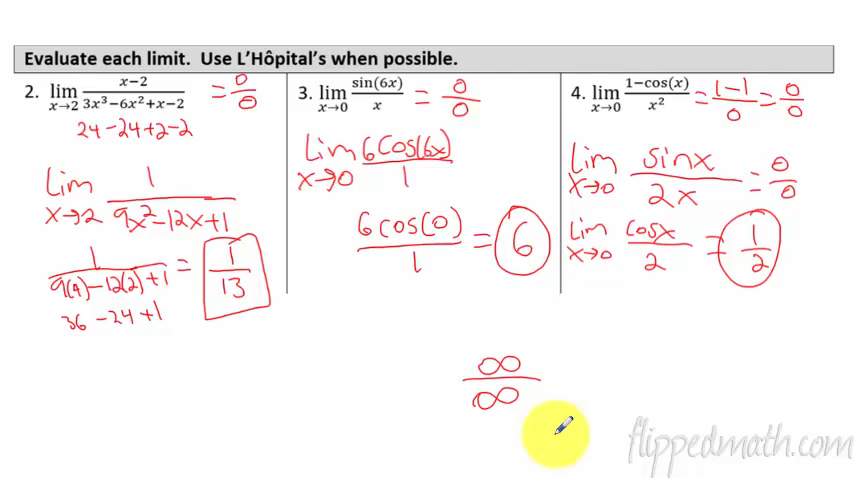 Evaluate each limit. Use L'Hôpital's when possible.
2. lim x→2 x−2 / 3x³−6x²+x−2 = 0/0
24−24+2−2
Lim x→2 1 / 9x²−12x+1
1 / 9(4)−12(2)+1 = 1/13
36 −24 +1
3. lim x→0 sin(6x) / x = 0/0
Lim x→0 6cos(6x) / 1
6cos(0) / 1 = 6
4. lim x→0 1−cos(x) / x² = 1−1 / 0 = 0/0
Lim x→0 sinx / 2x = 0/0
Lim x→0 cosx / 2 = 1/2
∞/∞
flippedmath.com